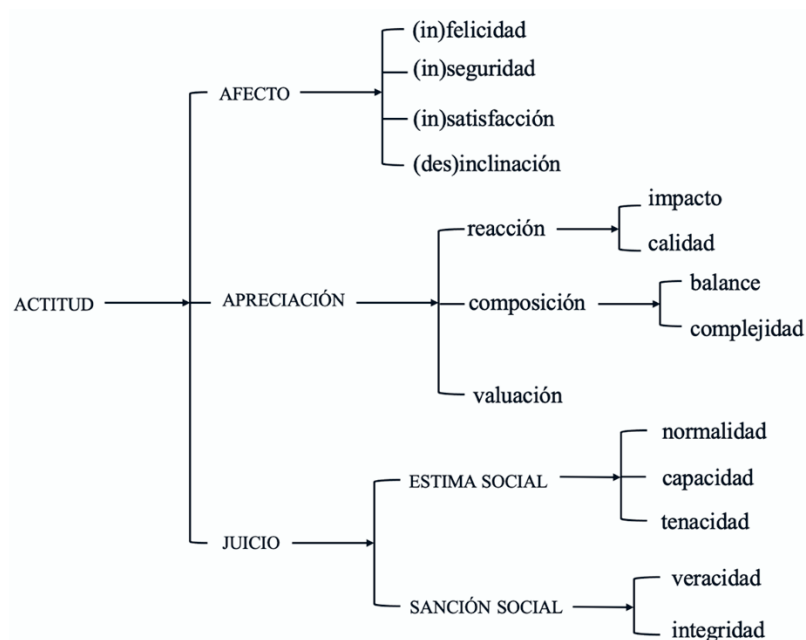 (in)felicidad
(in)seguridad
AFECTO
(in)satisfacción
(des)inclinación
impacto
reacción
calidad
balance
ACTITUD
APRECIACIÓN
composición
complejidad
valuación
normalidad
ESTIMA SOCIAL
capacidad
tenacidad
JUICIO
veracidad
SANCIÓN SOCIAL
integridad